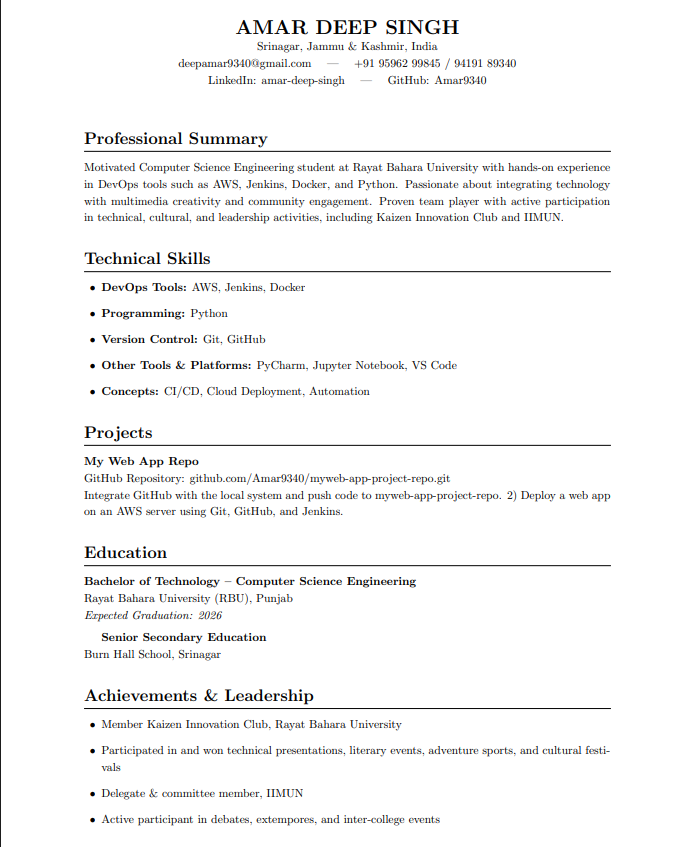 AMAR DEEP SINGH
Srinagar, Jammu & Kashmir, India
deepamar9340@gmail.com — +91 95962 99845 / 94191 89340
LinkedIn: amar-deep-singh — GitHub: Amar9340
Professional Summary
Motivated Computer Science Engineering student at Rayat Bahara University with hands-on experience
in DevOps tools such as AWS, Jenkins, Docker, and Python. Passionate about integrating technology
with multimedia creativity and community engagement. Proven team player with active participation
in technical, cultural, and leadership activities, including Kaizen Innovation Club and IIMUN.
Technical Skills
• DevOps Tools: AWS, Jenkins, Docker
• Programming: Python
• Version Control: Git, GitHub
• Other Tools & Platforms: PyCharm, Jupyter Notebook, VS Code
• Concepts: CI/CD, Cloud Deployment, Automation
Projects
My Web App Repo
GitHub Repository: github.com/Amar9340/myweb-app-project-repo.git
Integrate GitHub with the local system and push code to myweb-app-project-repo. 2) Deploy a web app
on an AWS server using Git, GitHub, and Jenkins.
Education
Bachelor of Technology – Computer Science Engineering
Rayat Bahara University (RBU), Punjab
Expected Graduation: 2026
Senior Secondary Education
Burn Hall School, Srinagar
Achievements & Leadership
• Member Kaizen Innovation Club, Rayat Bahara University
• Participated in and won technical presentations, literary events, adventure sports, and cultural festi-
vals
• Delegate & committee member, IIMUN
• Active participant in debates, extempores, and inter-college events